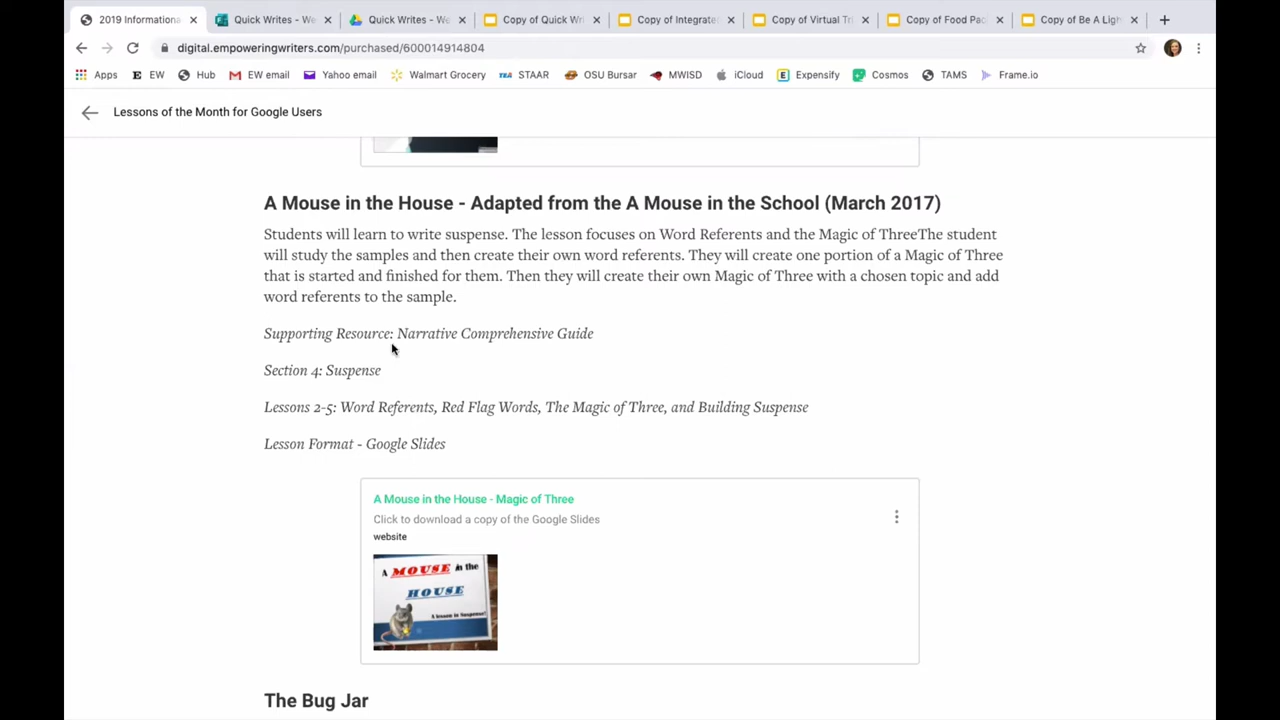 2019 Informationa
Quick Writes - We
Quick Writes - We
Copy of Quick Wri
Copy of Integrate
Copy of Virtual Tri
Copy of Food Pac
Copy of Be A Ligh
digital.empoweringwriters.com/purchased/600014914804
Apps
EW
Hub
EW email
Yahoo email
Walmart Grocery
TEA STAAR
OSU Bursar
MWISD
iCloud
Expensify
Cosmos
TAMS
Frame.io
Lessons of the Month for Google Users
A Mouse in the House - Adapted from the A Mouse in the School (March 2017)
Students will learn to write suspense. The lesson focuses on Word Referents and the Magic of ThreeThe student
will study the samples and then create their own word referents. They will create one portion of a Magic of Three
that is started and finished for them. Then they will create their own Magic of Three with a chosen topic and add
word referents to the sample.
Supporting Resource: Narrative Comprehensive Guide
Section 4: Suspense
Lessons 2-5: Word Referents, Red Flag Words, The Magic of Three, and Building Suspense
Lesson Format - Google Slides
A Mouse in the House - Magic of Three
Click to download a copy of the Google Slides
website
A MOUSE in the
HOUSE
A lesson in Suspense!
The Bug Jar